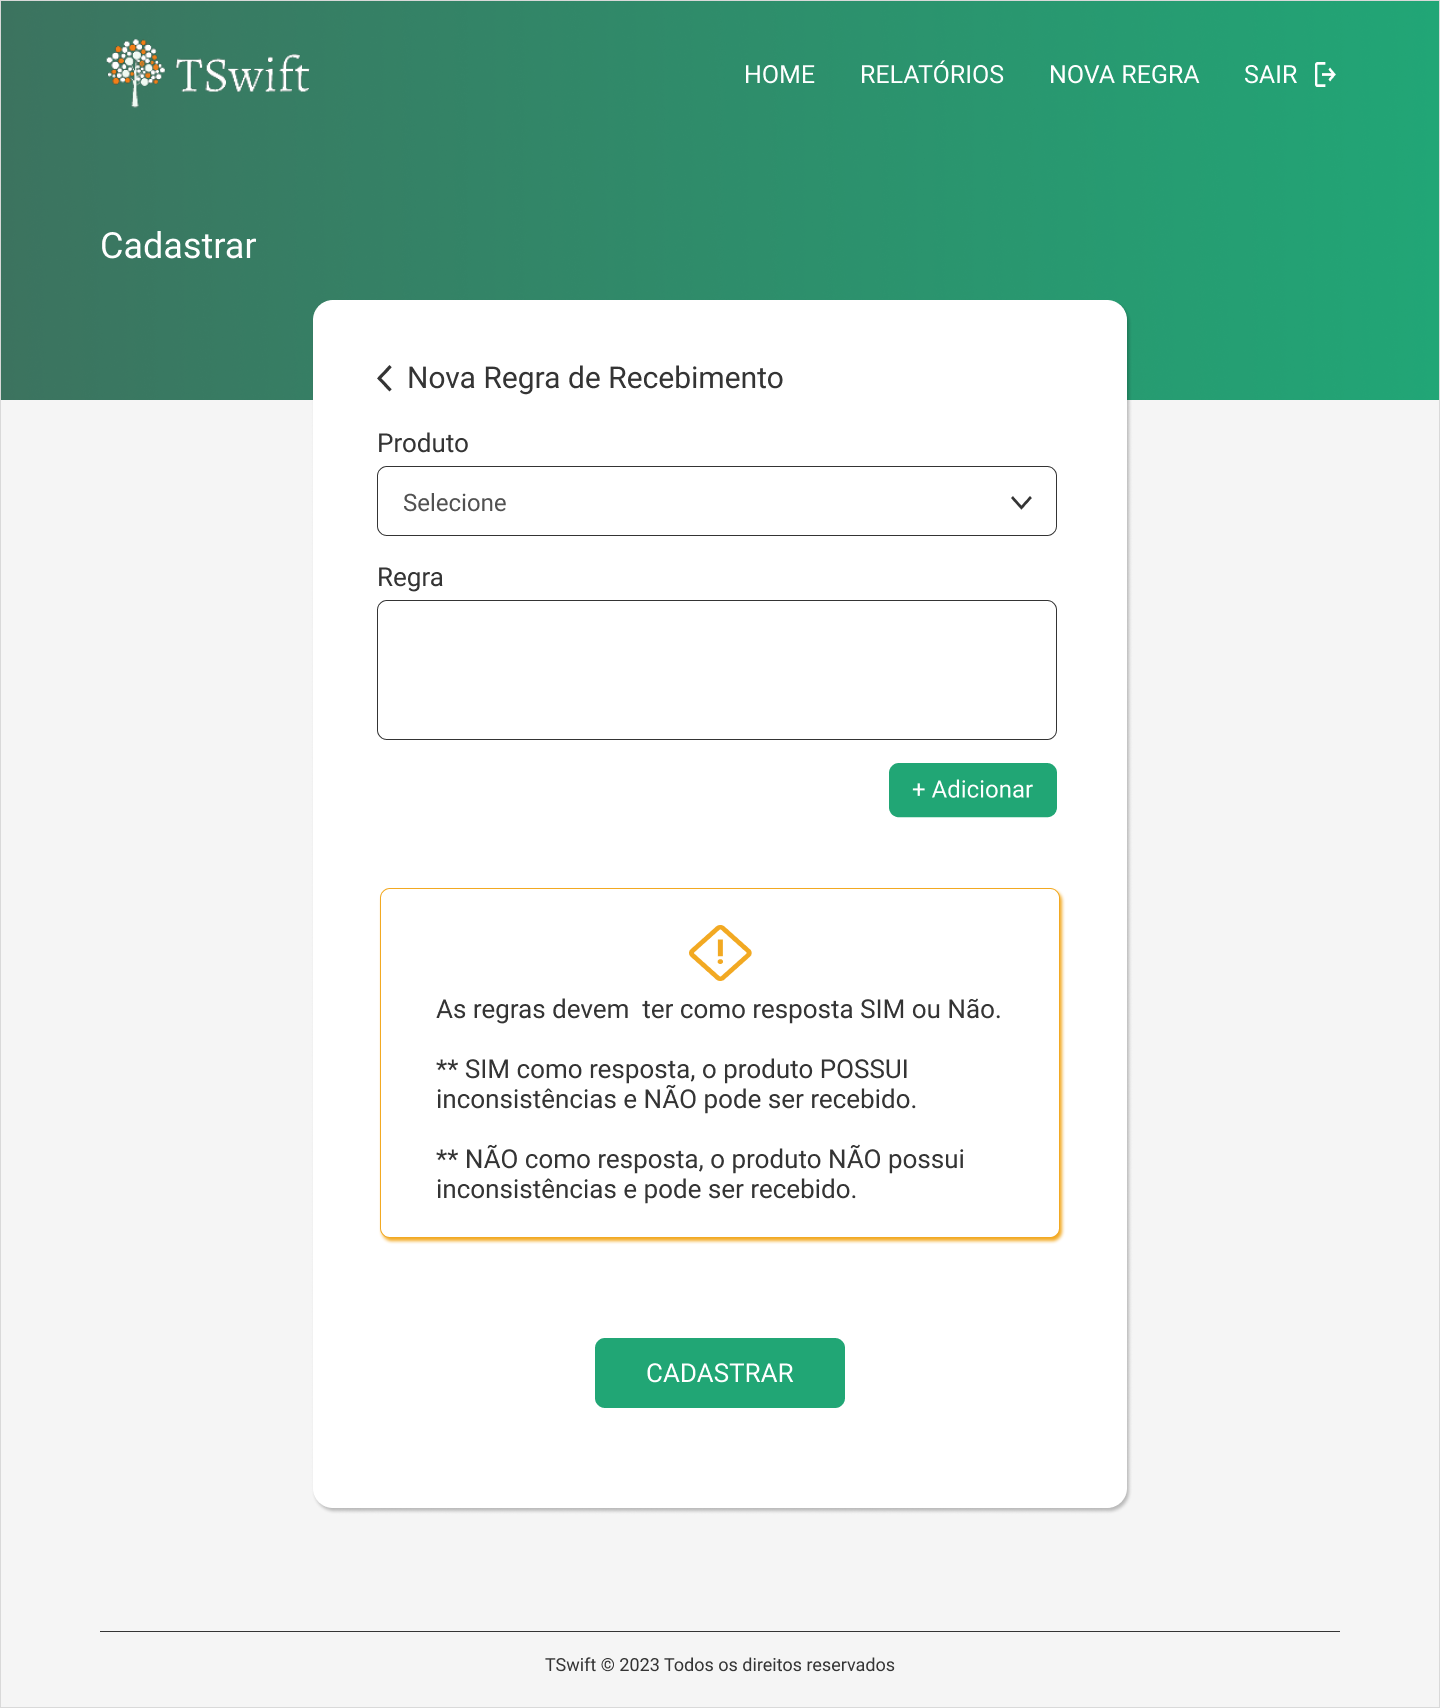 TSwift
HOME RELATÓRIOS NOVA REGRA SAIR
Cadastrar
Nova Regra de Recebimento
Produto
Selecione
Regra
+ Adicionar
As regras devem  ter como resposta SIM ou Não.
** SIM como resposta, o produto POSSUI
inconsistências e NÃO pode ser recebido.
** NÃO como resposta, o produto NÃO possui
inconsistências e pode ser recebido.
CADASTRAR
TSwift © 2023 Todos os direitos reservados